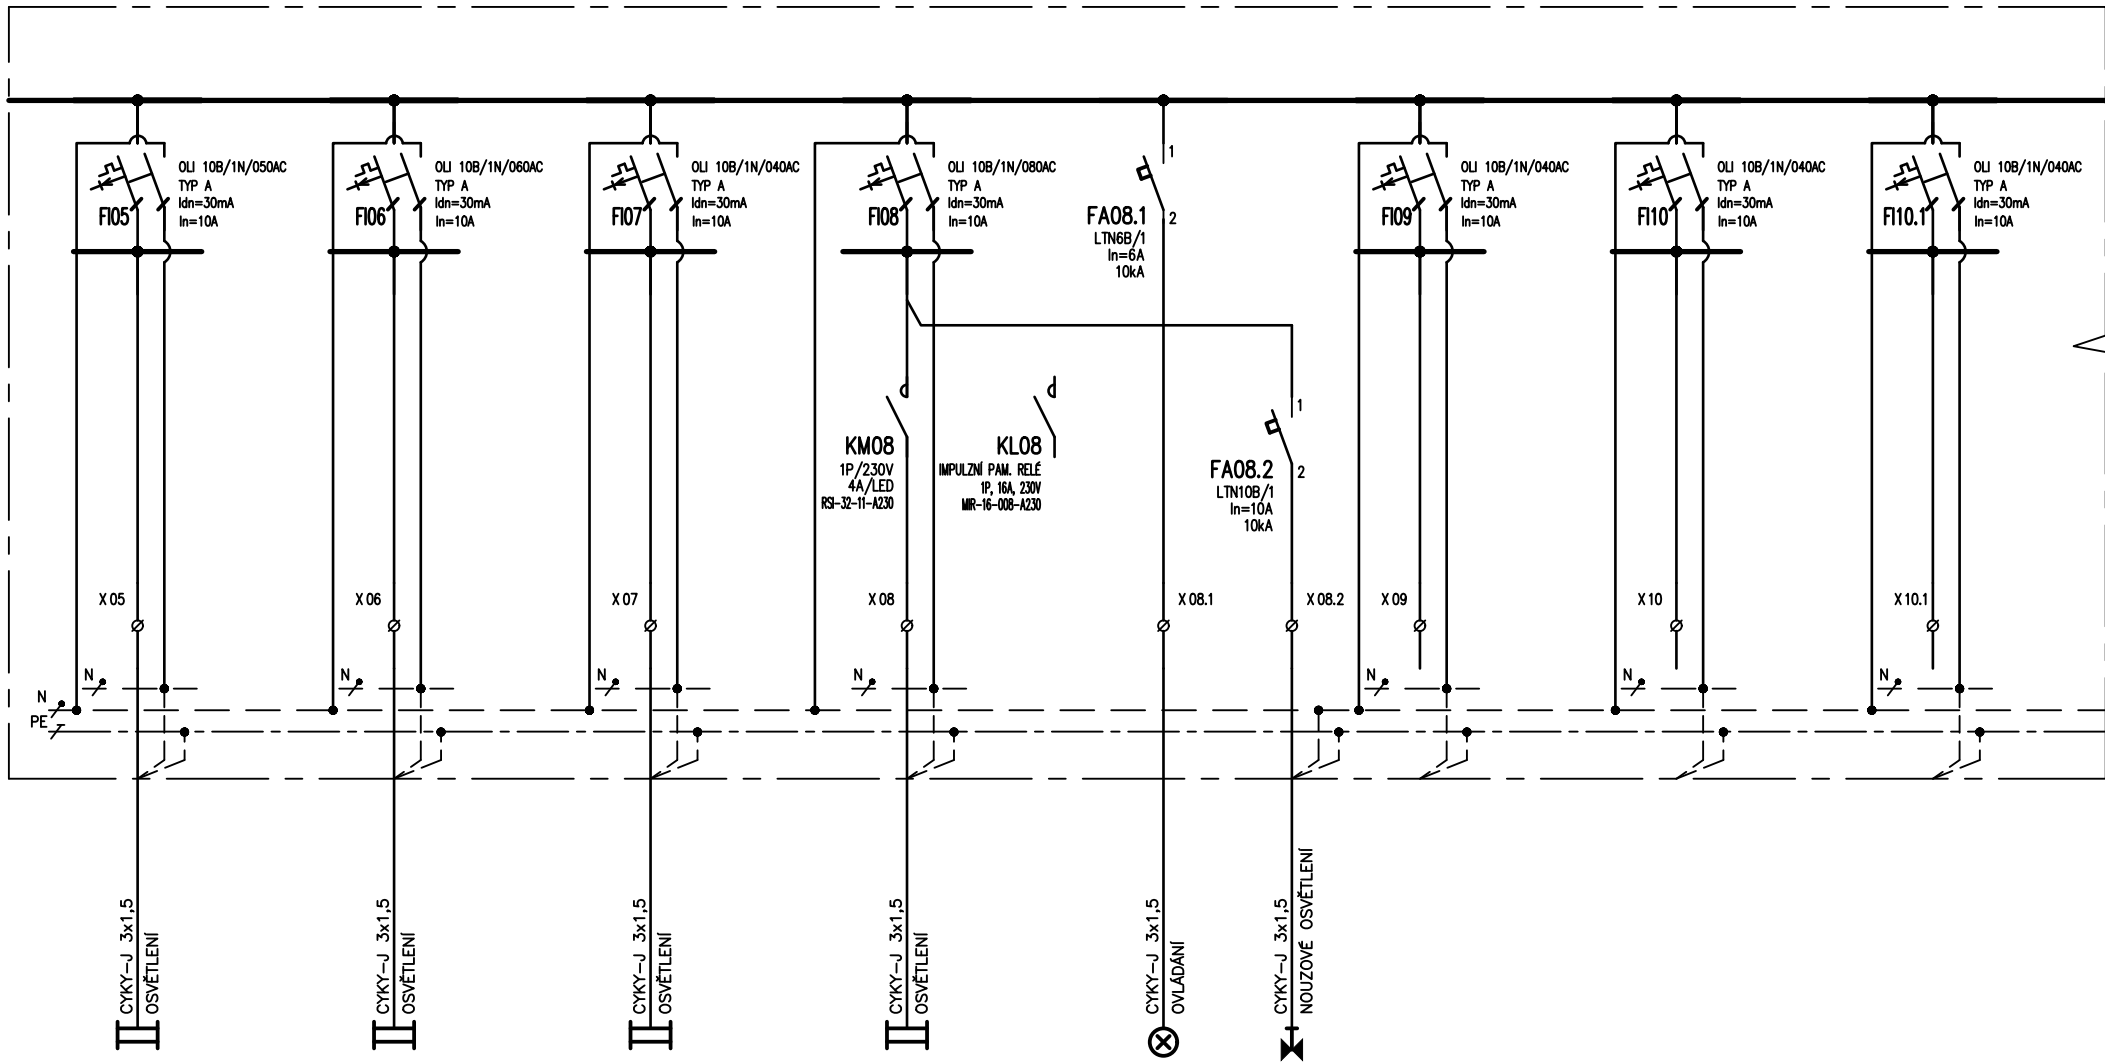 OLI 10B/1N/050AC
TYP A
Idn=30mA
In=10A
FI05
OLI 10B/1N/060AC
TYP A
Idn=30mA
In=10A
FI06
OLI 10B/1N/040AC
TYP A
Idn=30mA
In=10A
FI07
OLI 10B/1N/080AC
TYP A
Idn=30mA
In=10A
FI08
1
2
FA08.1
LTN6B/1
In=6A
10kA
OLI 10B/1N/040AC
TYP A
Idn=30mA
In=10A
FI09
OLI 10B/1N/040AC
TYP A
Idn=30mA
In=10A
FI10
OLI 10B/1N/040AC
TYP A
Idn=30mA
In=10A
FI10.1
KM08
1P/230V
4A/LED
RSI-32-11-A230
KL08
IMPULZNÍ PAM. RELÉ
1P, 16A, 230V
MIR-16-008-A230
1
2
FA08.2
LTN10B/1
In=10A
10kA
X 05
X 06
X 07
X 08
X 08.1
X 08.2
X 09
X 10
X 10.1
N
N
N
N
N
N
N
N
PE
CYKY-J 3x1,5
OSVĚTLENÍ
CYKY-J 3x1,5
OSVĚTLENÍ
CYKY-J 3x1,5
OSVĚTLENÍ
CYKY-J 3x1,5
OSVĚTLENÍ
CYKY-J 3x1,5
OVLÁDÁNÍ
CYKY-J 3x1,5
NOUZOVÉ OSVĚTLENÍ